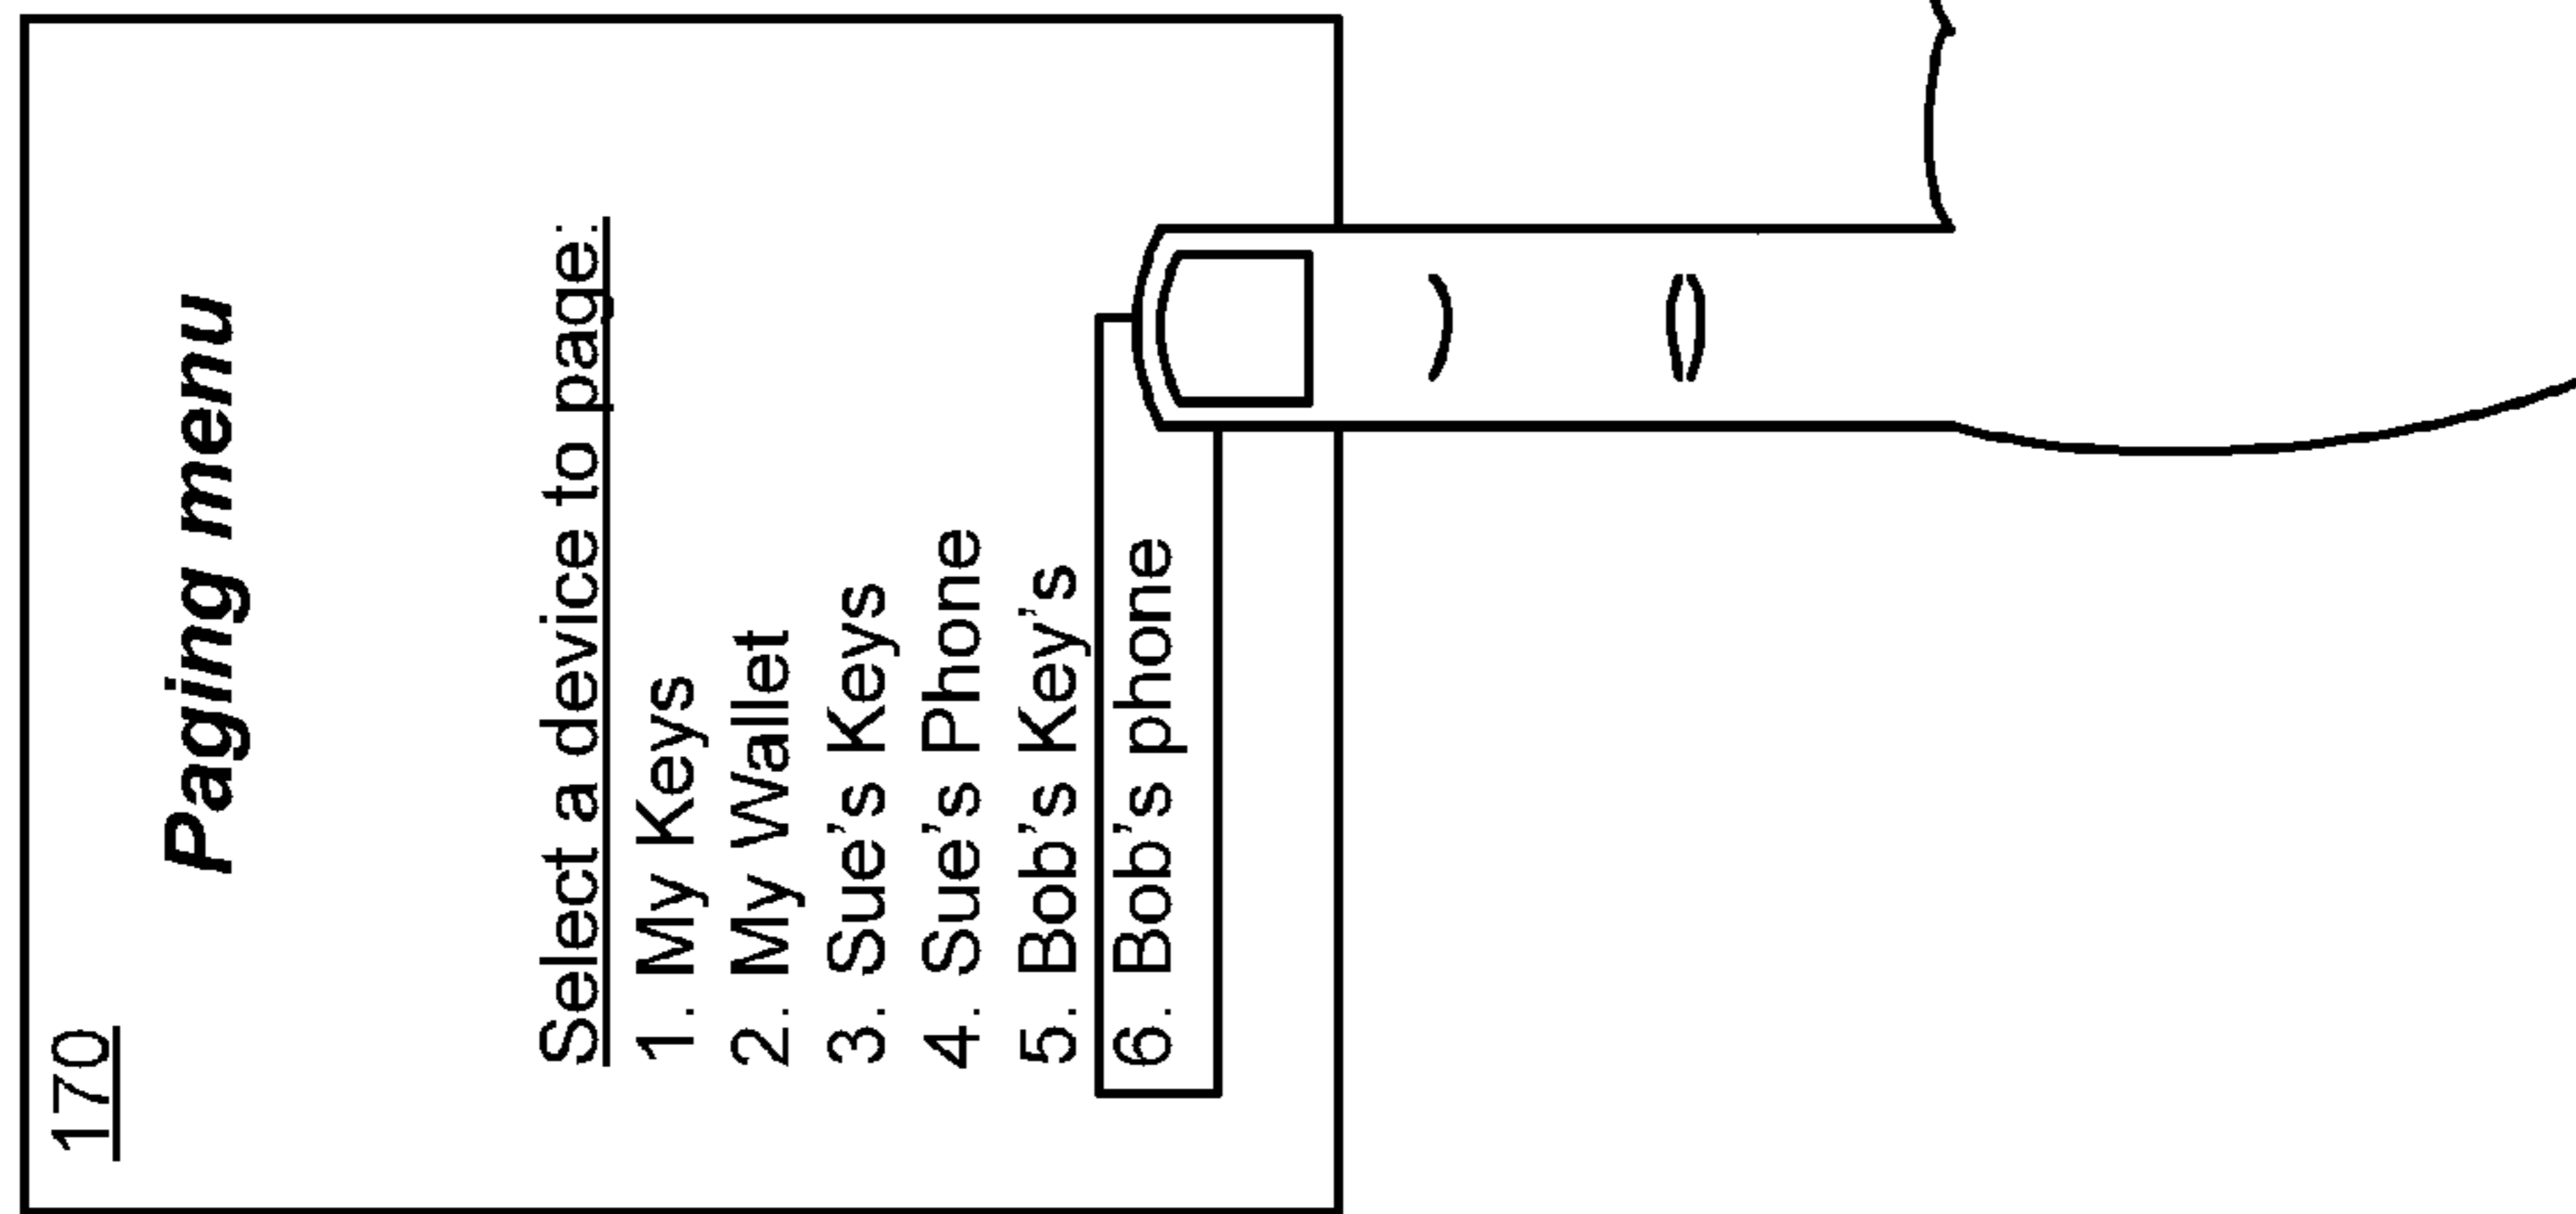 170
Paging menu
Select a device to page:
1. My Keys
2. My Wallet
3. Sue's Keys
4. Sue's Phone
5. Bob's Key's
6. Bob's phone